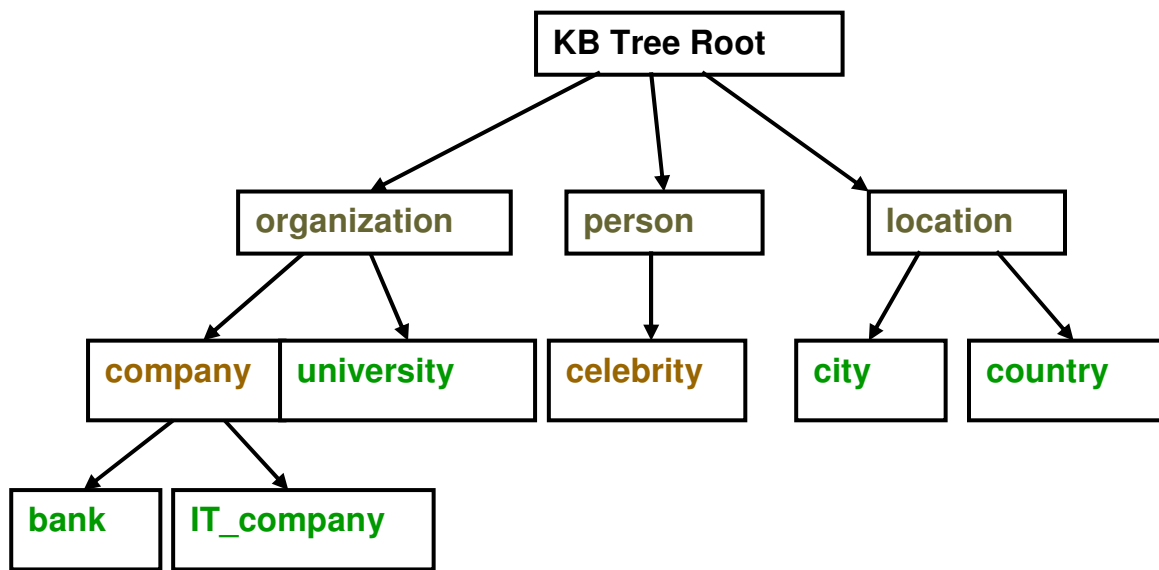 KB Tree Root
organization
person
location
company
university
celebrity
city
country
bank
IT_company